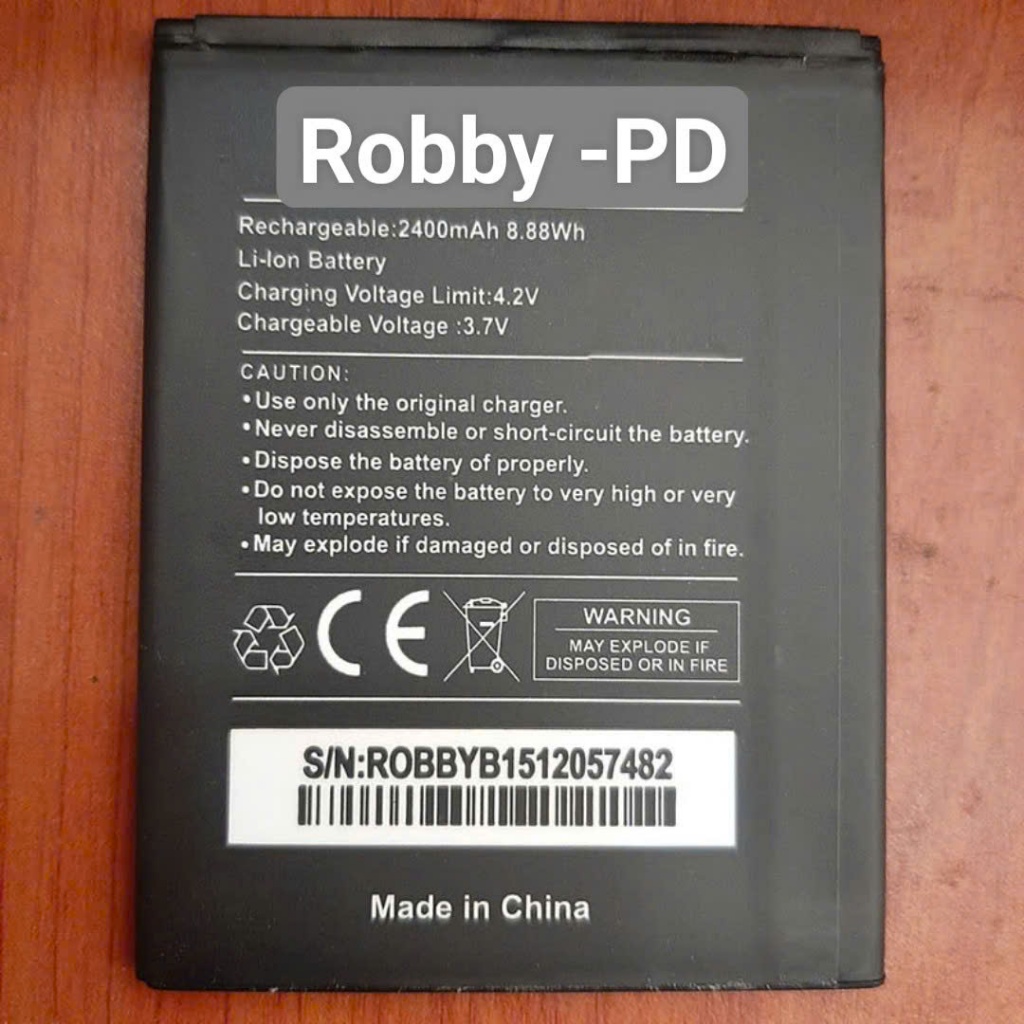 Robby -PD
Rechargeable:2400mAh 8.88Wh
Li-Ion Battery
Charging Voltage Limit:4.2V
Chargeable Voltage :3.7V
CAUTION:
•Use only the original charger.
•Never disassemble or short-circuit the battery.
•Dispose the battery of properly.
•Do not expose the battery to very high or very
low temperatures.
•May explode if damaged or disposed of in fire.
CE
WARNING
MAY EXPLODE IF
DISPOSED OR IN FIRE
S/N:ROBBYB1512057482
Made in China